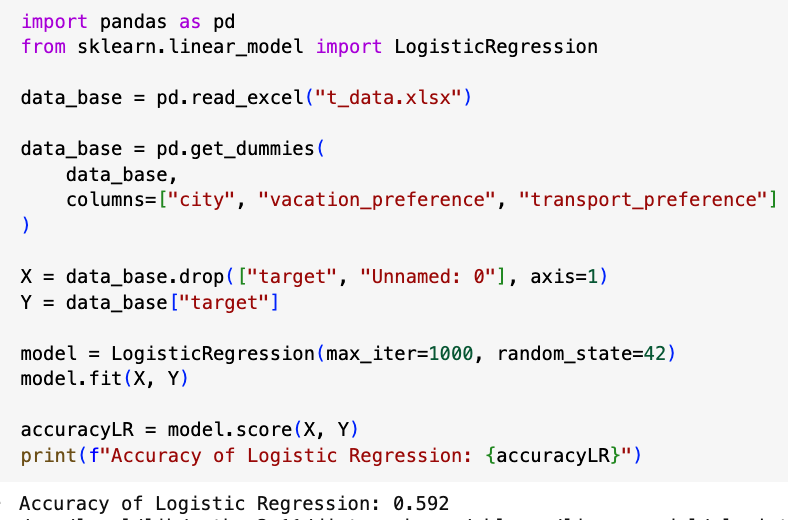 import pandas as pd
from sklearn.linear_model import LogisticRegression
data_base = pd.read_excel("t_data.xlsx")
data_base = pd.get_dummies(
    data_base,
    columns=["city", "vacation_preference", "transport_preference"]
)
X = data_base.drop(["target", "Unnamed: 0"], axis=1)
Y = data_base["target"]
model = LogisticRegression(max_iter=1000, random_state=42)
model.fit(X, Y)
accuracyLR = model.score(X, Y)
print(f"Accuracy of Logistic Regression: {accuracyLR}")
Accuracy of Logistic Regression: 0.592